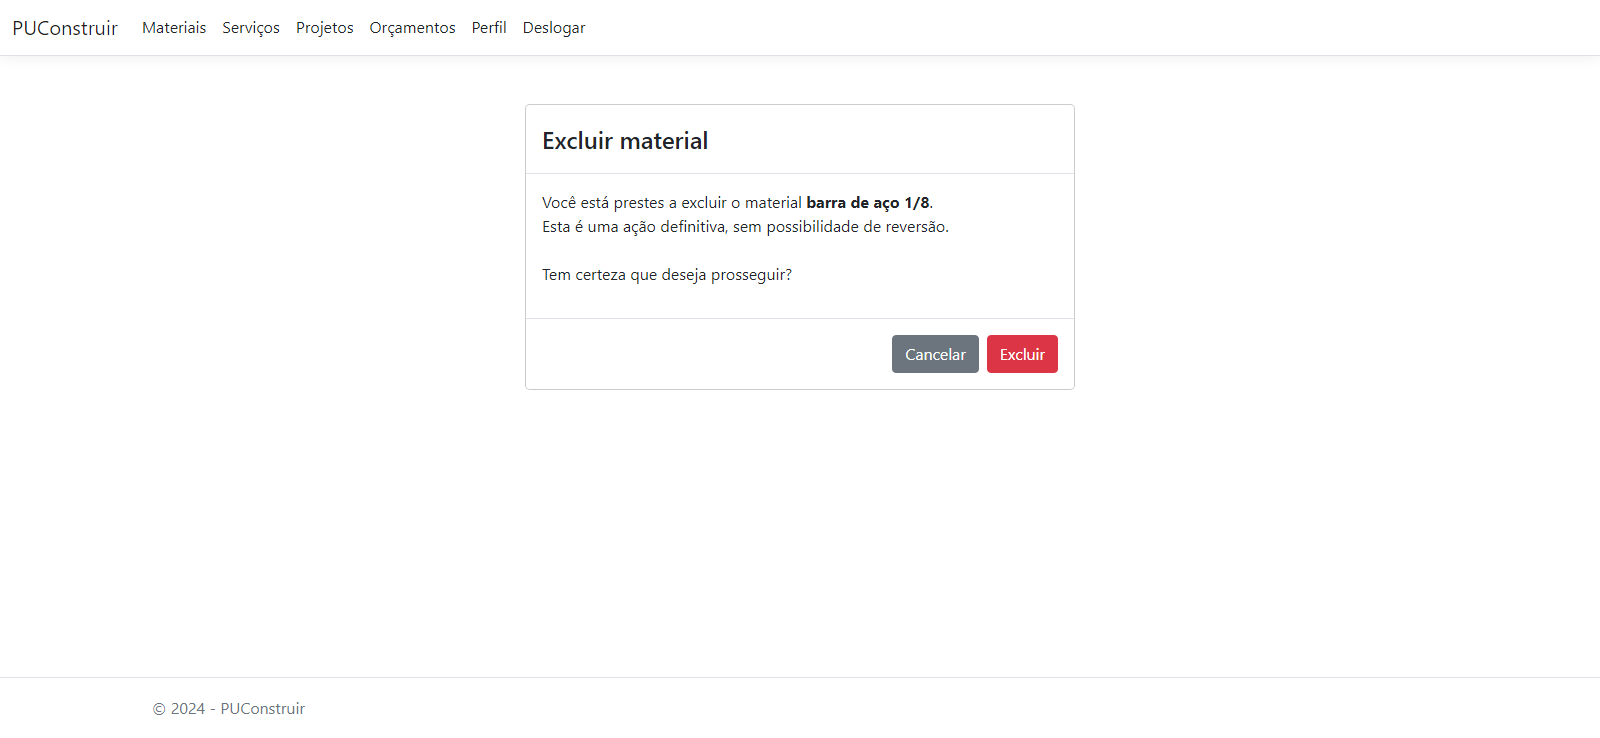 PUConstruir Materiais Serviços Projetos Orçamentos Perfil Deslogar
Excluir material
Você está prestes a excluir o material barra de aço 1/8.
Esta é uma ação definitiva, sem possibilidade de reversão.
Tem certeza que deseja prosseguir?
Cancelar Excluir
© 2024 - PUConstruir